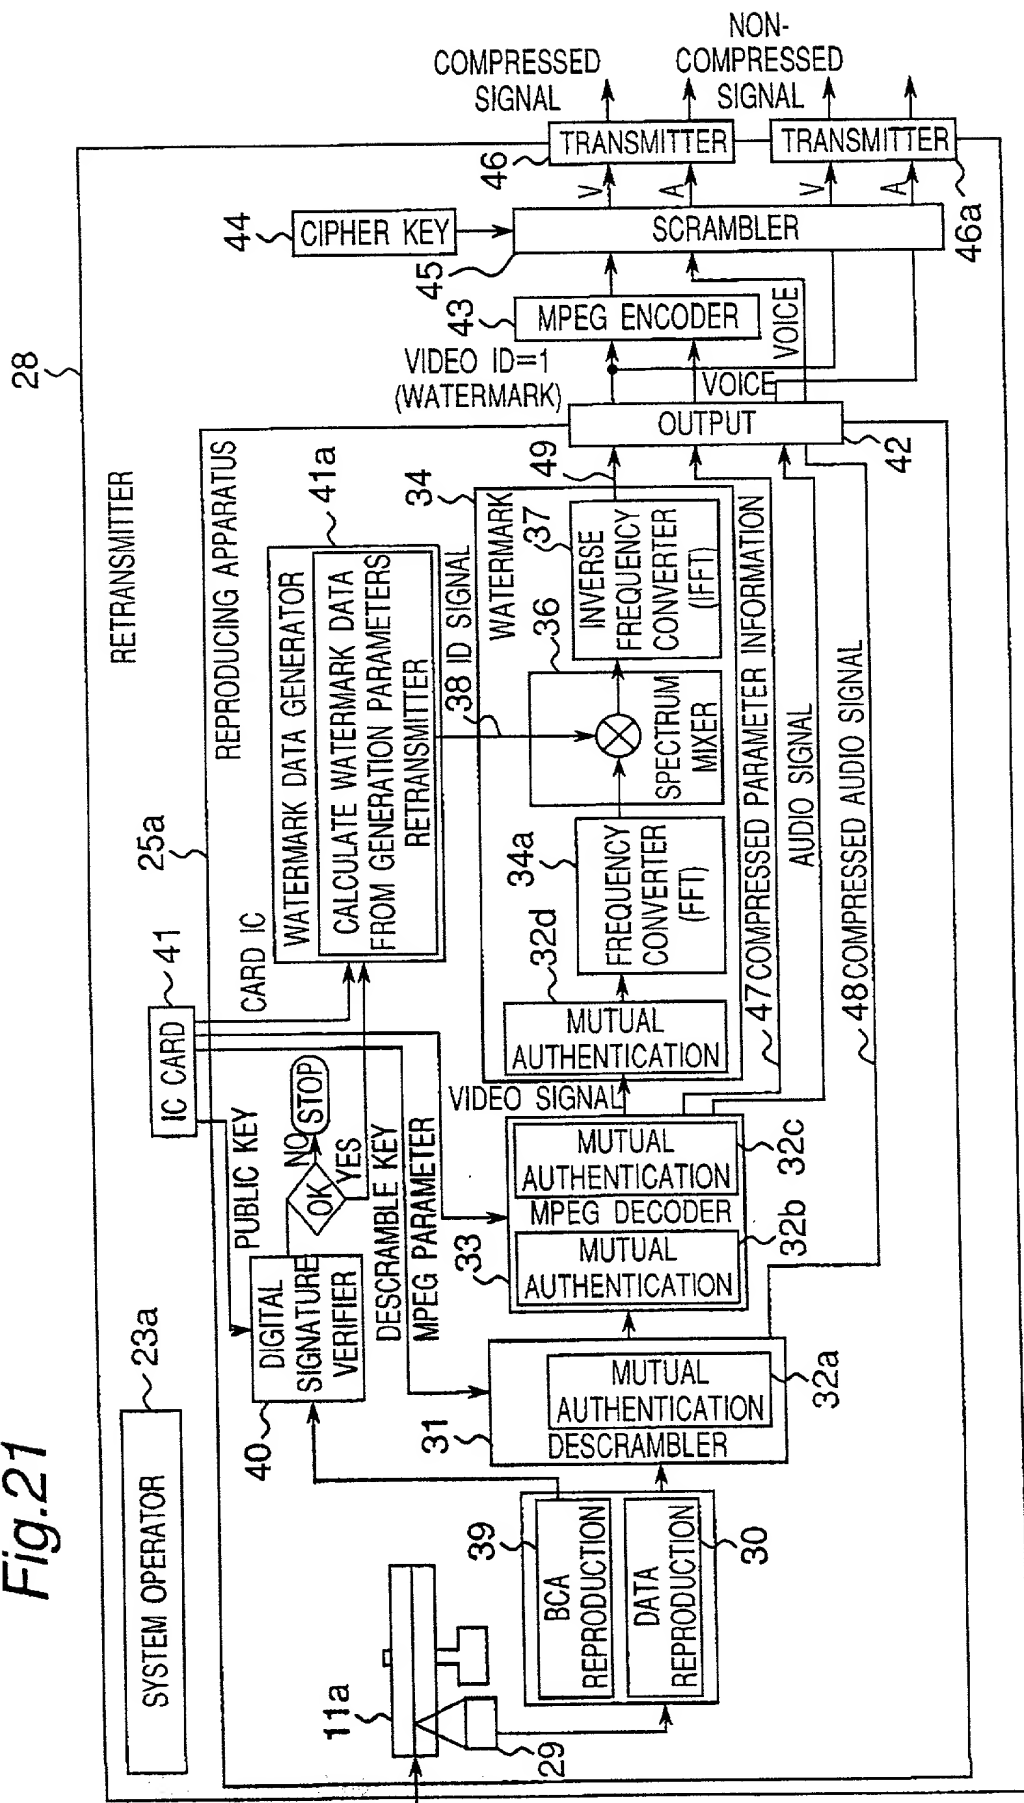 Fig.21
SYSTEM OPERATOR
23a
RETRANSMITTER
28
REPRODUCING APPARATUS
25a
IC CARD
41
CARD IC
PUBLIC KEY
DIGITAL
SIGNATURE
VERIFIER
40
OK
NO
STOP
YES
DESCRAMBLE KEY
MPEG PARAMETER
WATERMARK DATA GENERATOR
CALCULATE WATERMARK DATA
FROM GENERATION PARAMETERS
RETRANSMITTER
41a
38 ID SIGNAL
11a
29
39
BCA
REPRODUCTION
DATA
REPRODUCTION
30
31
MUTUAL
AUTHENTICATION
DESCRAMBLER
32a
33
MUTUAL
AUTHENTICATION
MPEG DECODER
MUTUAL
AUTHENTICATION
32b
32c
VIDEO SIGNAL
34
WATERMARK
MUTUAL
AUTHENTICATION
32d
FREQUENCY
CONVERTER
(FFT)
34a
SPECTRUM
MIXER
36
INVERSE
FREQUENCY
CONVERTER
(IFFT)
37
49
47 COMPRESSED PARAMETER INFORMATION
AUDIO SIGNAL
48 COMPRESSED AUDIO SIGNAL
OUTPUT
42
VIDEO ID=1
(WATERMARK)
VOICE
VOICE
43
MPEG ENCODER
44
CIPHER KEY
45
SCRAMBLER
V
A
V
A
46
TRANSMITTER
TRANSMITTER
46a
COMPRESSED
SIGNAL
NON-
COMPRESSED
SIGNAL